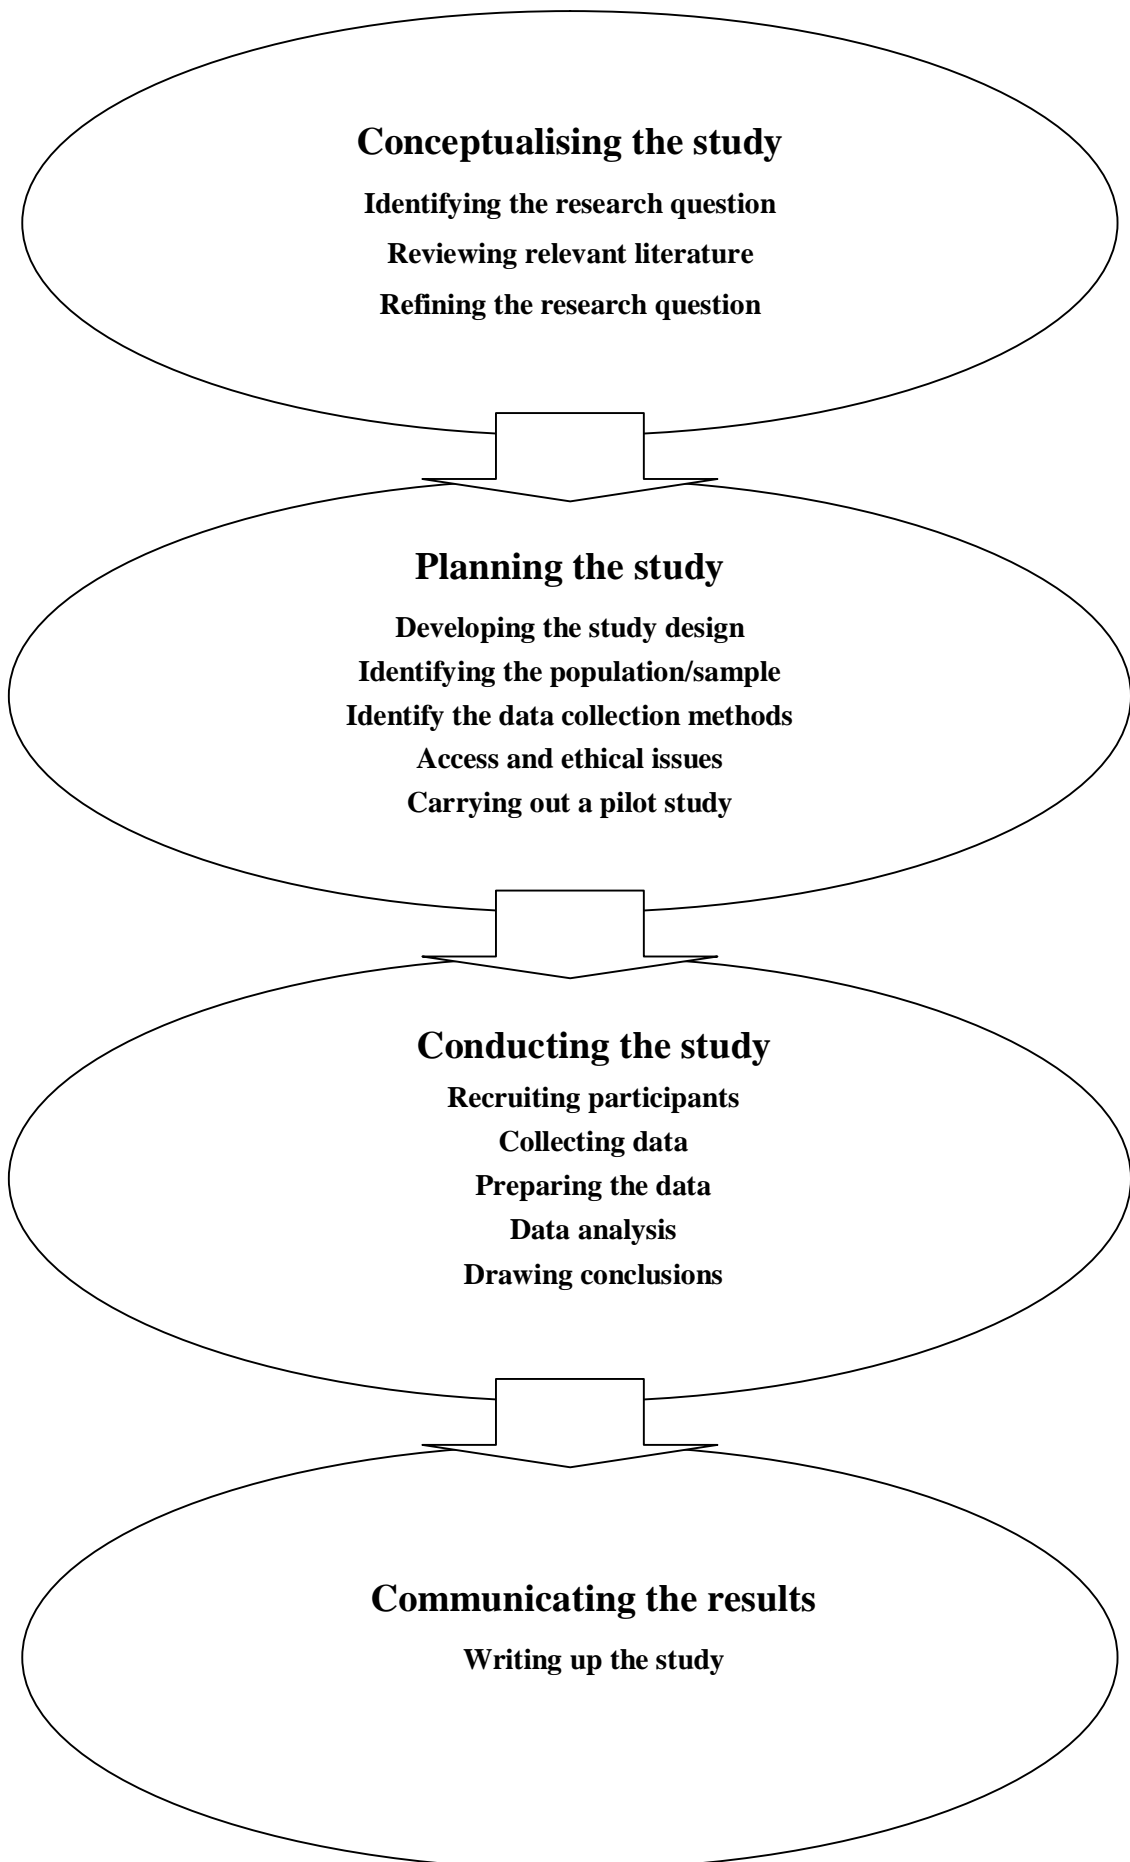 Conceptualising the study
Identifying the research question
Reviewing relevant literature
Refining the research question
Planning the study
Developing the study design
Identifying the population/sample
Identify the data collection methods
Access and ethical issues
Carrying out a pilot study
Conducting the study
Recruiting participants
Collecting data
Preparing the data
Data analysis
Drawing conclusions
Communicating the results
Writing up the study